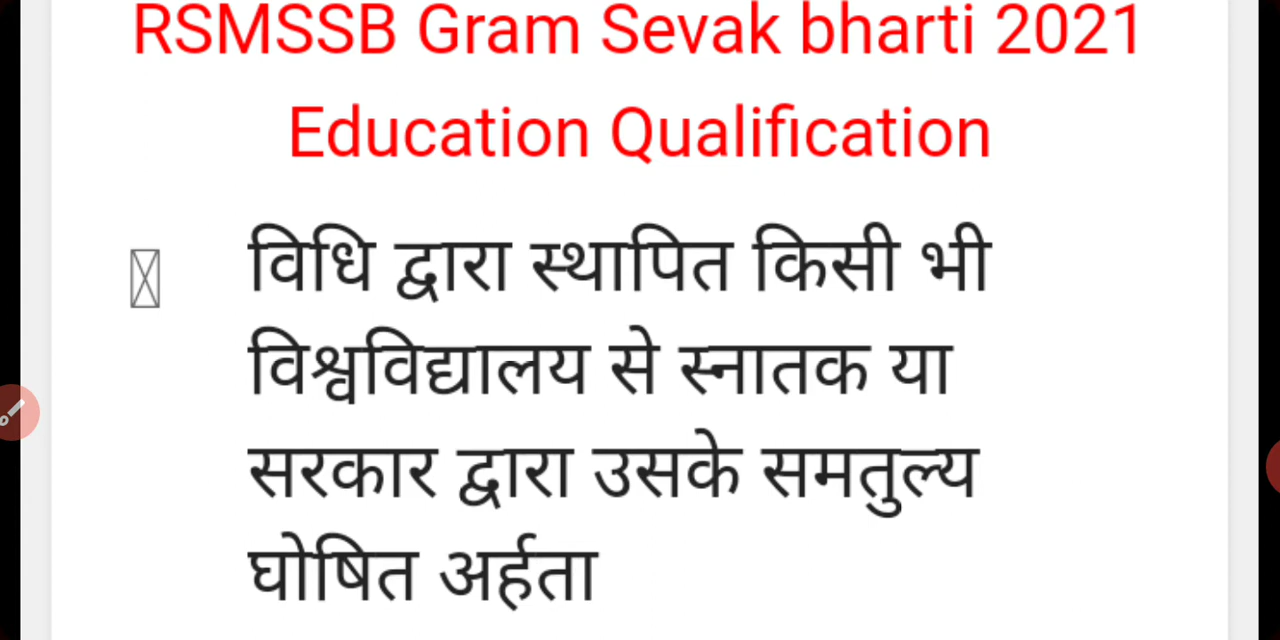 RSMSSB Gram Sevak bharti 2021
Education Qualification
विधि द्वारा स्थापित किसी भी
विश्वविद्यालय से स्नातक या
सरकार द्वारा उसके समतुल्य
घोषित अर्हता